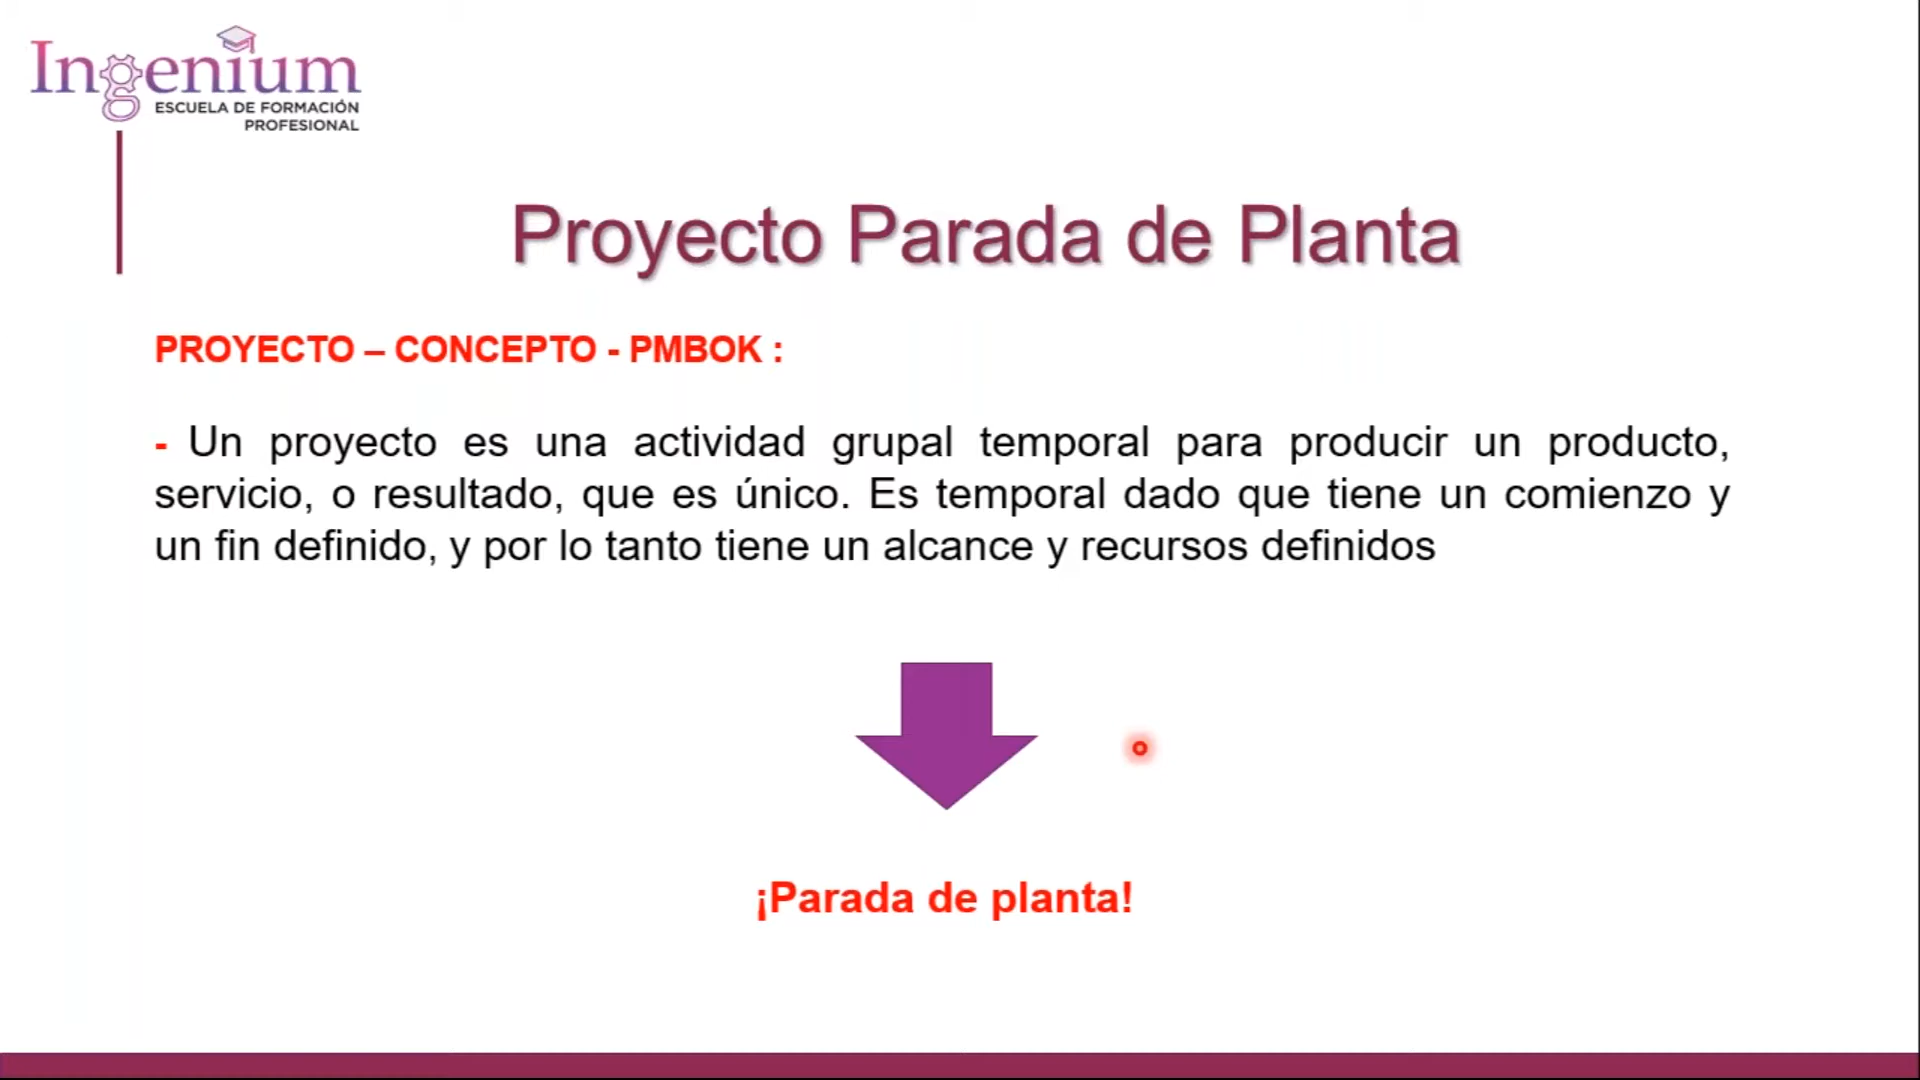 Ingenium
ESCUELA DE FORMACIÓN
PROFESIONAL
Proyecto Parada de Planta
PROYECTO – CONCEPTO - PMBOK :
- Un proyecto es una actividad grupal temporal para producir un producto,
servicio, o resultado, que es único. Es temporal dado que tiene un comienzo y
un fin definido, y por lo tanto tiene un alcance y recursos definidos
¡Parada de planta!